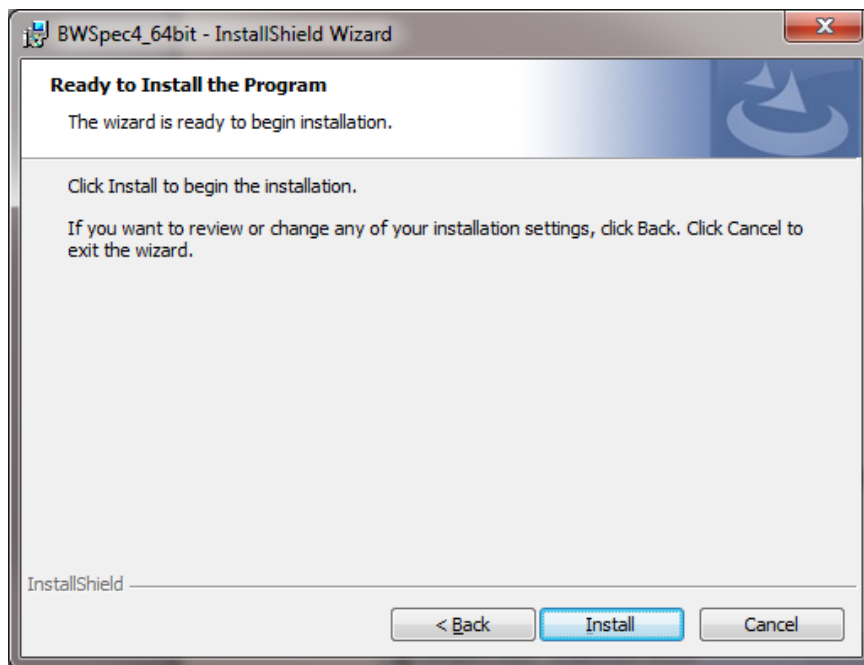 BWSpec4_64bit - InstallShield Wizard
Ready to Install the Program
The wizard is ready to begin installation.
Click Install to begin the installation.
If you want to review or change any of your installation settings, click Back. Click Cancel to
exit the wizard.
InstallShield
< Back
Install
Cancel